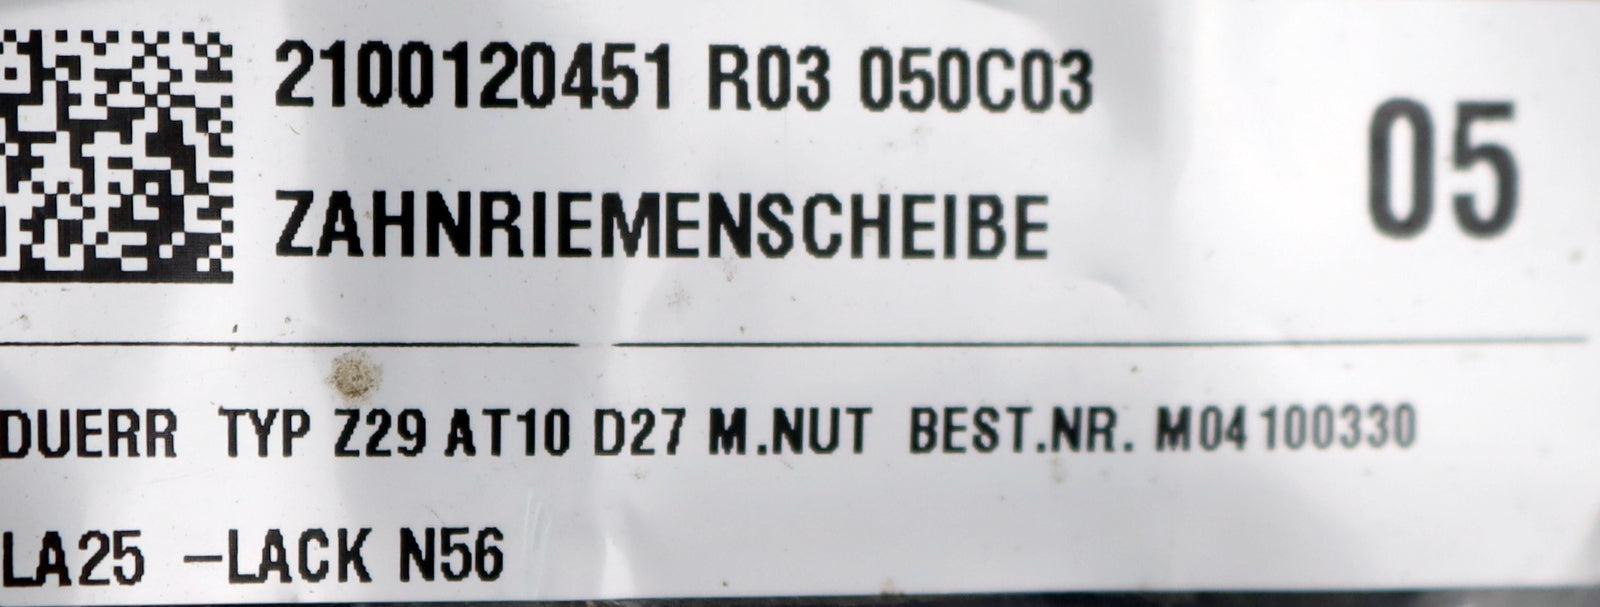 2100120451 R03 050C03
05
ZAHNRIEMENSCHEIBE
DUERR TYP Z29 AT10 D27 M.NUT BEST.NR. M04100330
LA25 -LACK N56